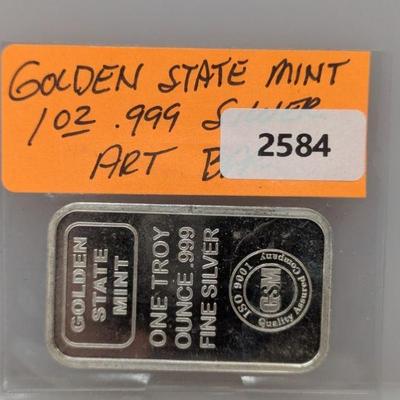 GOLDEN STATE MINT
1 oz .999 SILVER
ART
2584
GOLDEN
STATE
MINT
ONE TROY
OUNCE .999
FINE SILVER
ISO 9001
GSM
Quality Assured Company